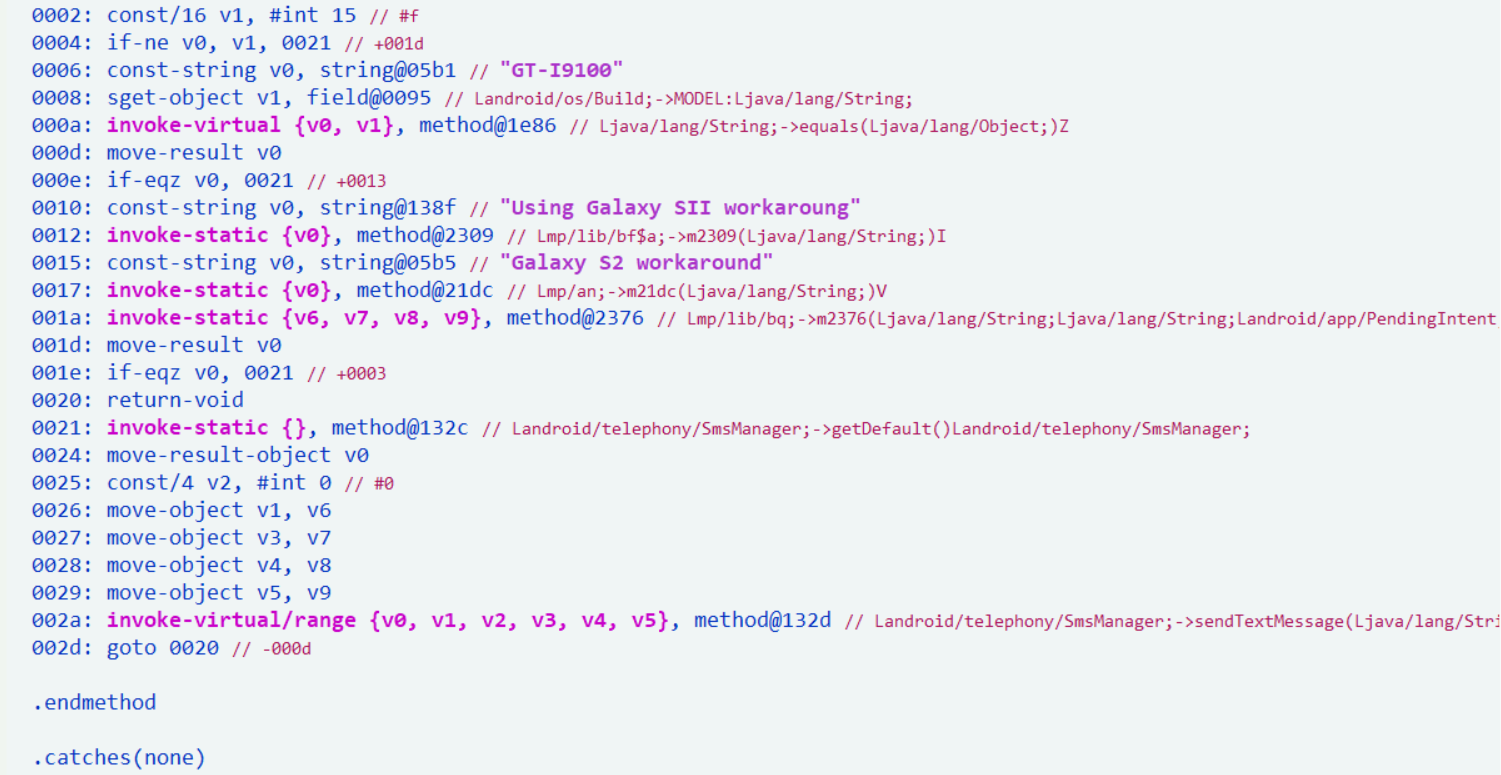 0002: const/16 v1, #int 15 // #f
0004: if-ne v0, v1, 0021 // +001d
0006: const-string v0, string@05b1 // "GT-I9100"
0008: sget-object v1, field@0095 // Landroid/os/Build;->MODEL:Ljava/lang/String;
000a: invoke-virtual {v0, v1}, method@1e86 // Ljava/lang/String;->equals(Ljava/lang/Object;)Z
000d: move-result v0
000e: if-eqz v0, 0021 // +0013
0010: const-string v0, string@138f // "Using Galaxy SII workaroung"
0012: invoke-static {v0}, method@2309 // Lmp/lib/bf$a;->m2309(Ljava/lang/String;)I
0015: const-string v0, string@05b5 // "Galaxy S2 workaround"
0017: invoke-static {v0}, method@21dc // Lmp/an;->m21dc(Ljava/lang/String;)V
001a: invoke-static {v6, v7, v8, v9}, method@2376 // Lmp/lib/bq;->m2376(Ljava/lang/String;Ljava/lang/String;Landroid/app/PendingIntent
001d: move-result v0
001e: if-eqz v0, 0021 // +0003
0020: return-void
0021: invoke-static {}, method@132c // Landroid/telephony/SmsManager;->getDefault()Landroid/telephony/SmsManager;
0024: move-result-object v0
0025: const/4 v2, #int 0 // #0
0026: move-object v1, v6
0027: move-object v3, v7
0028: move-object v4, v8
0029: move-object v5, v9
002a: invoke-virtual/range {v0, v1, v2, v3, v4, v5}, method@132d // Landroid/telephony/SmsManager;->sendTextMessage(Ljava/lang/Stri
002d: goto 0020 // -000d
.endmethod
.catches(none)